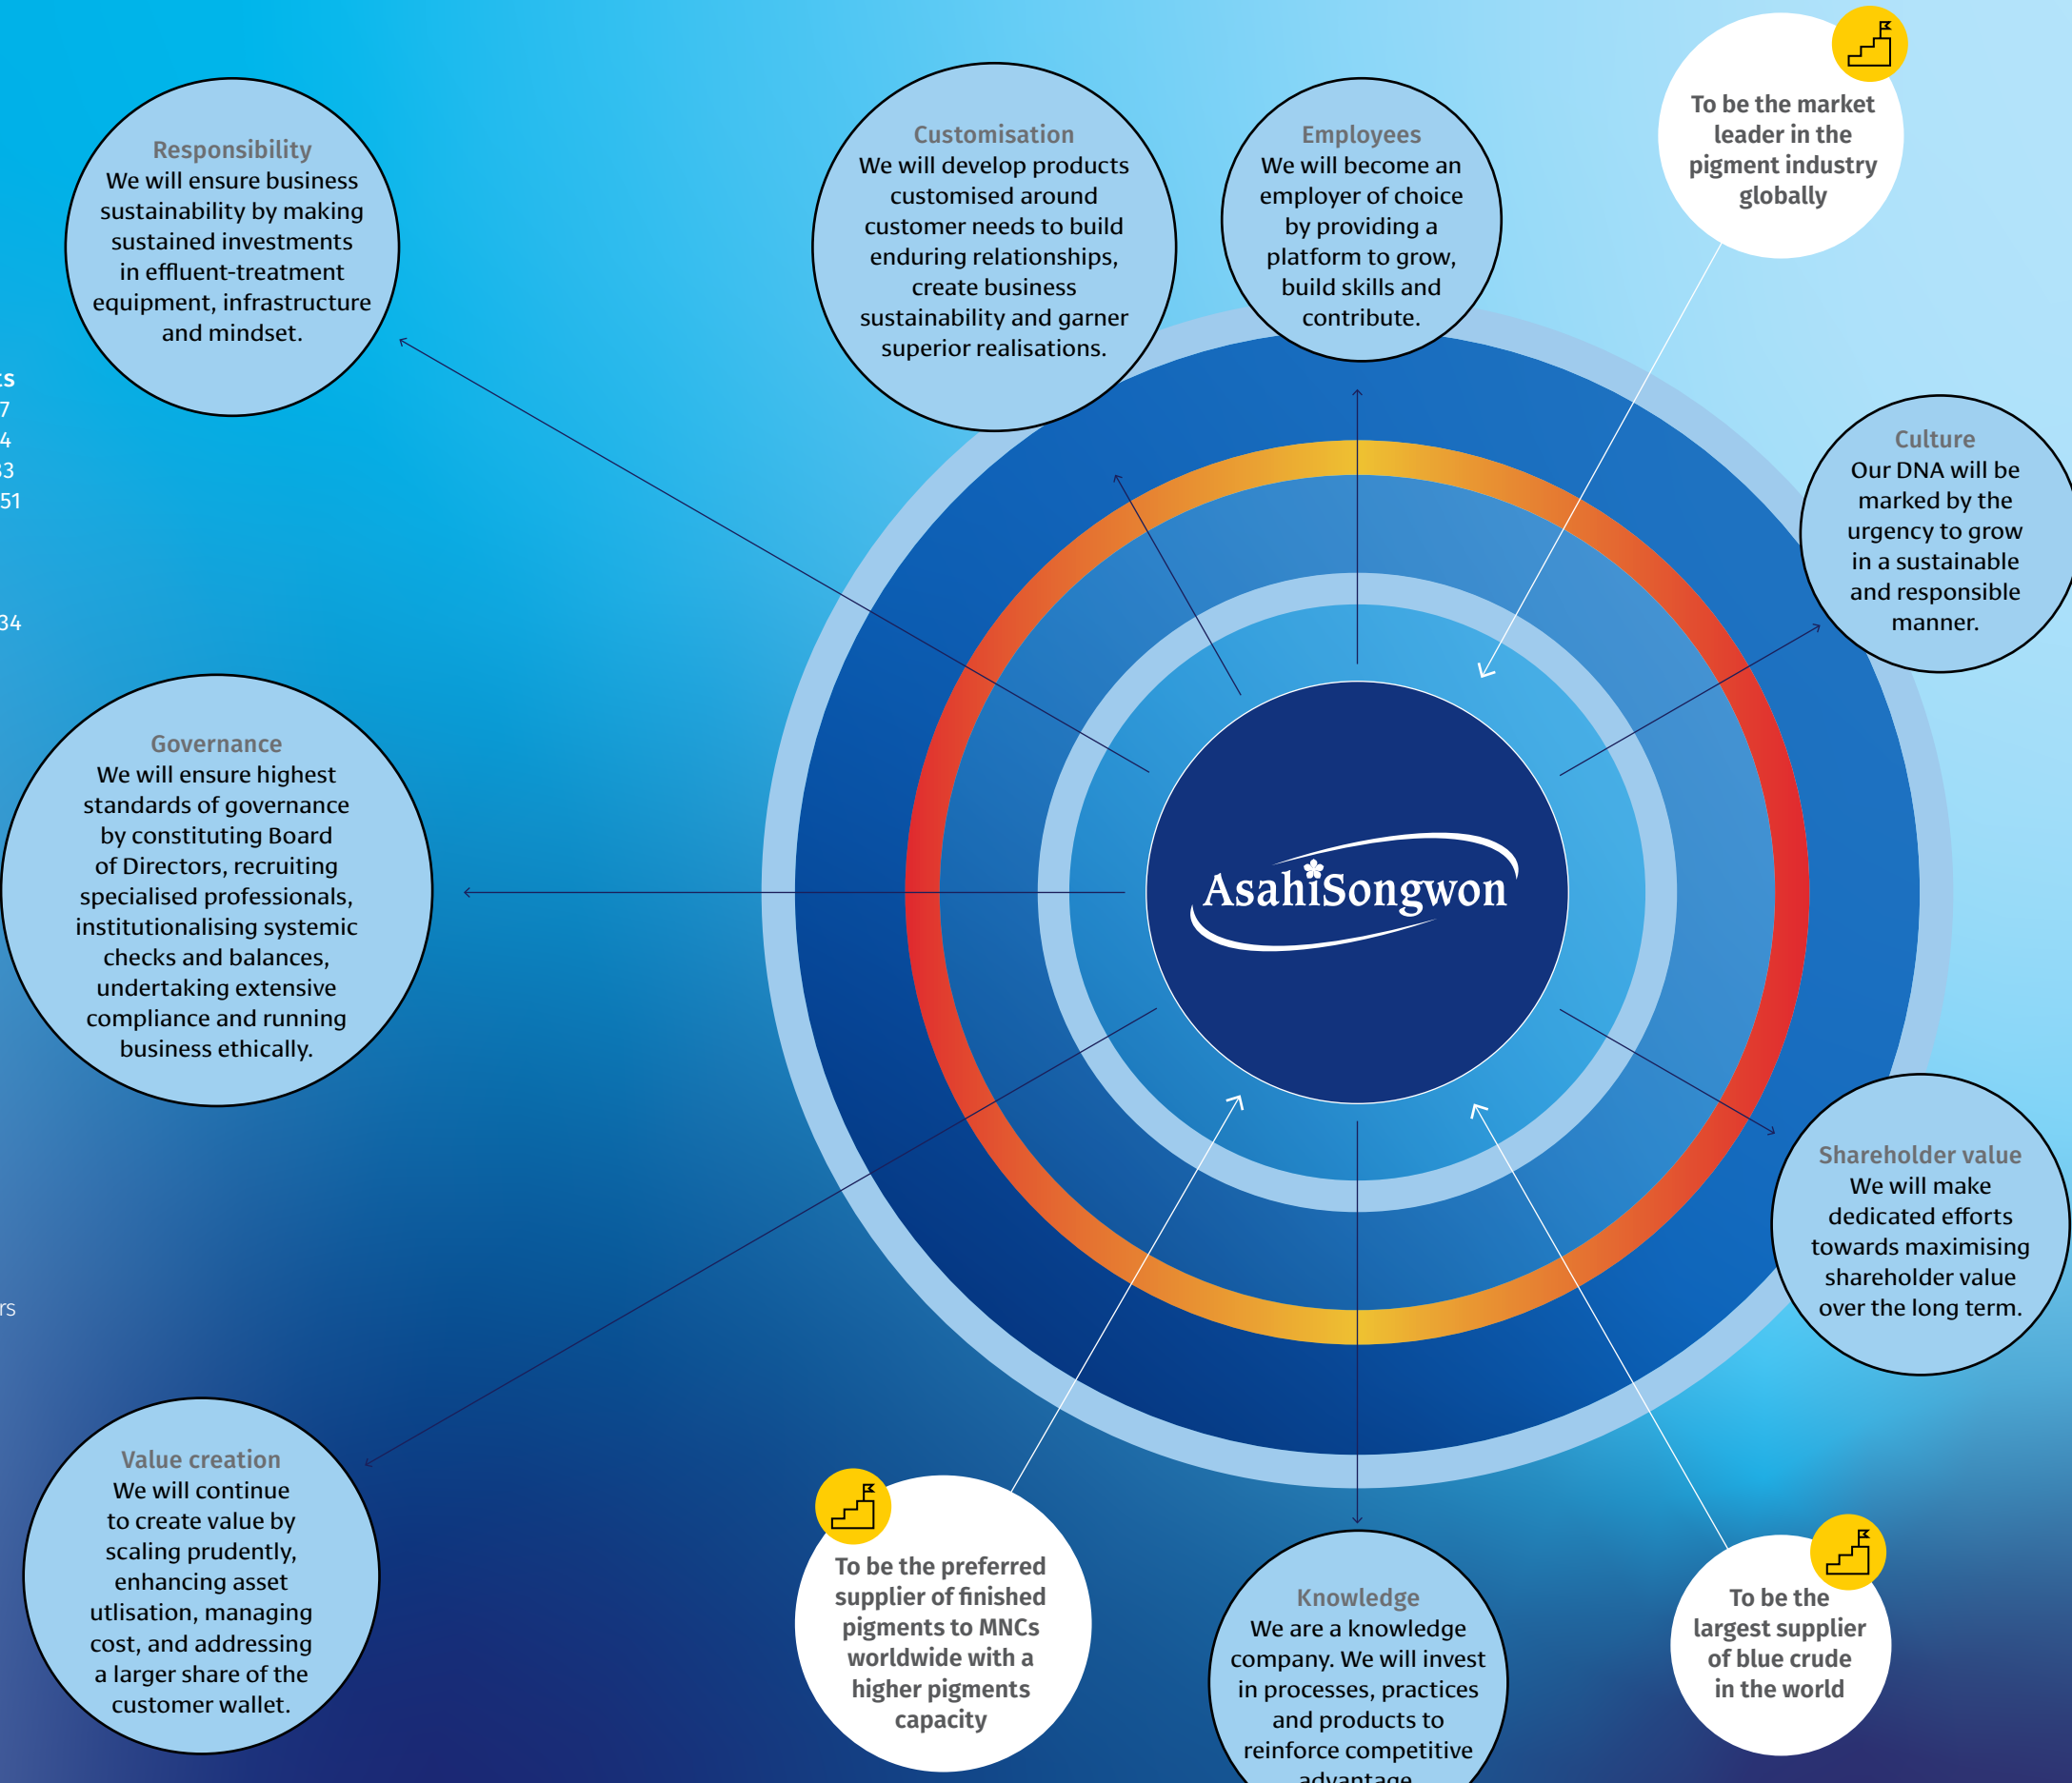 Responsibility
We will ensure business
sustainability by making
sustained investments
in effluent-treatment
equipment, infrastructure
and mindset.
Customisation
We will develop products
customised around
customer needs to build
enduring relationships,
create business
sustainability and garner
superior realisations.
Employees
We will become an
employer of choice
by providing a
platform to grow,
build skills and
contribute.
To be the market
leader in the
pigment industry
globally
Culture
Our DNA will be
marked by the
urgency to grow
in a sustainable
and responsible
manner.
7
4
33
51
34
Governance
We will ensure highest
standards of governance
by constituting Board
of Directors, recruiting
specialised professionals,
institutionalising systemic
checks and balances,
undertaking extensive
compliance and running
business ethically.
AsahiSongwon
Shareholder value
We will make
dedicated efforts
towards maximising
shareholder value
over the long term.
rs
Value creation
We will continue
to create value by
scaling prudently,
enhancing asset
utlisation, managing
cost, and addressing
a larger share of the
customer wallet.
To be the preferred
supplier of finished
pigments to MNCs
worldwide with a
higher pigments
capacity
Knowledge
We are a knowledge
company. We will invest
in processes, practices
and products to
reinforce competitive
advantage
To be the
largest supplier
of blue crude
in the world